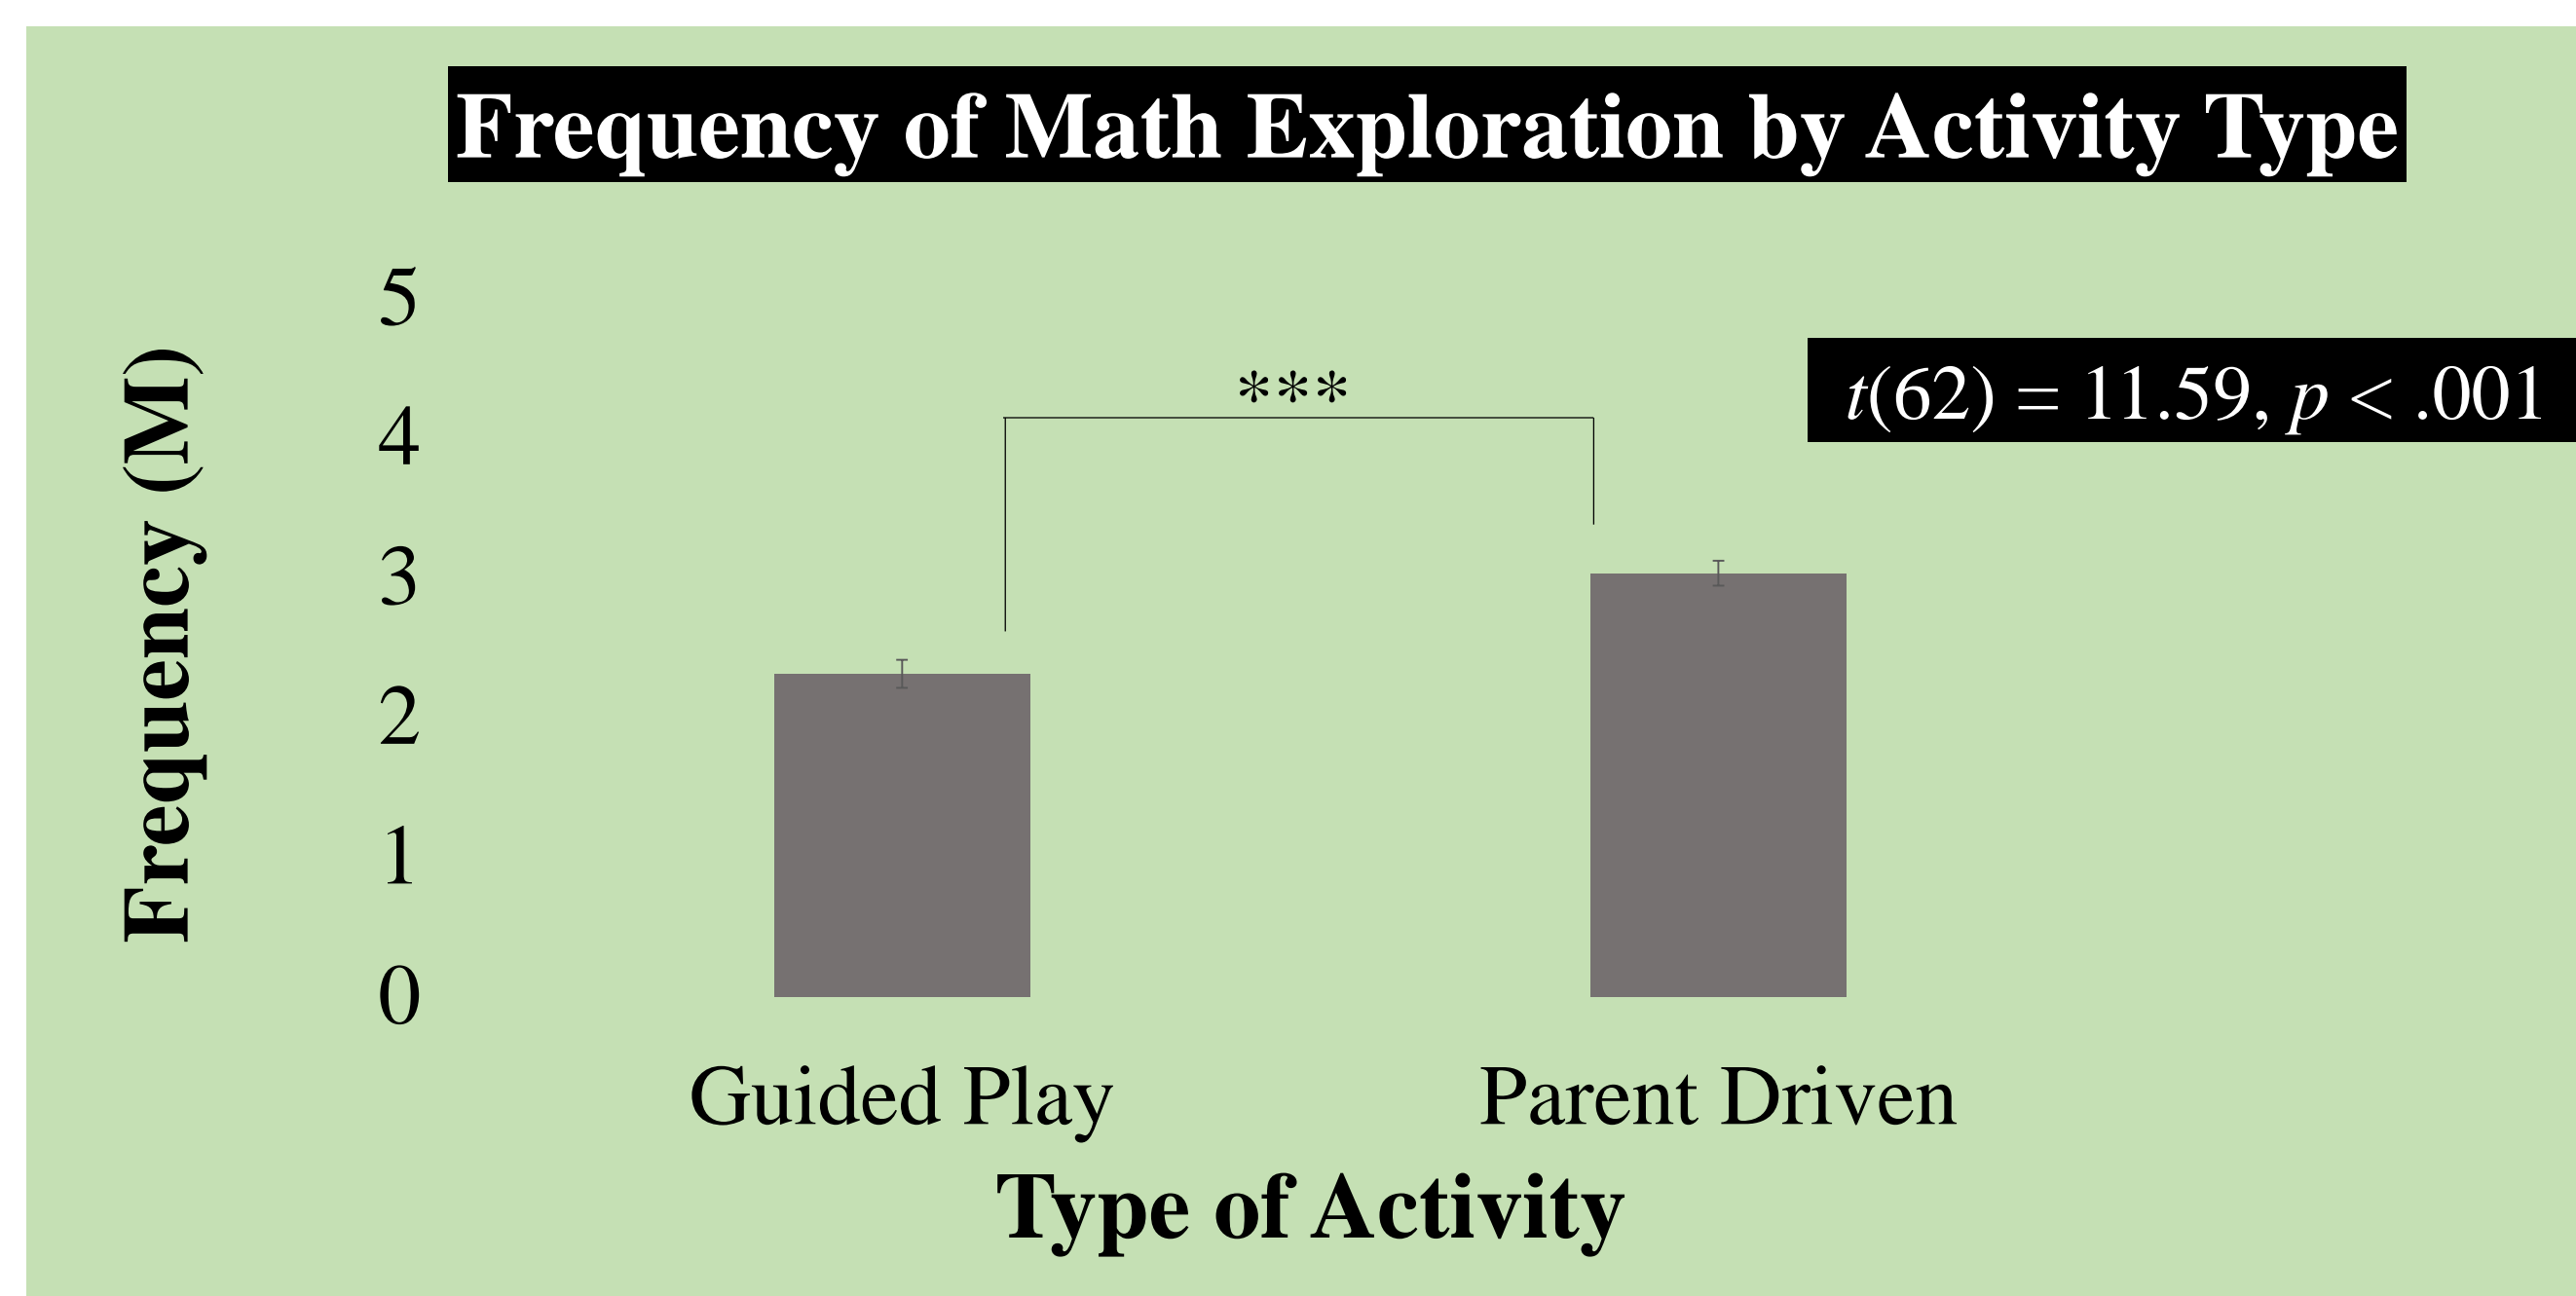 Frequency of Math Exploration by Activity Type
5
4
3
2
1
0
Frequency (M)
***
t(62) = 11.59, p < .001
Guided Play
Parent Driven
Type of Activity